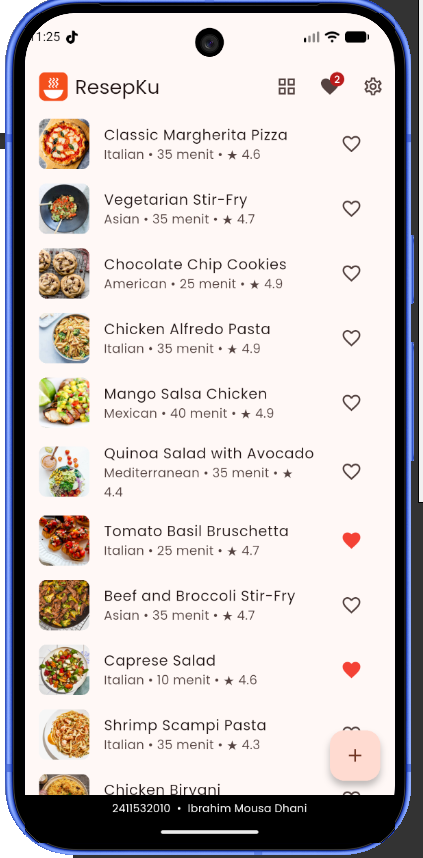 11:25
ResepKu
2
Classic Margherita Pizza
Italian • 35 menit • ★ 4.6
Vegetarian Stir-Fry
Asian • 35 menit • ★ 4.7
Chocolate Chip Cookies
American • 25 menit • ★ 4.9
Chicken Alfredo Pasta
Italian • 35 menit • ★ 4.9
Mango Salsa Chicken
Mexican • 40 menit • ★ 4.9
Quinoa Salad with Avocado
Mediterranean • 35 menit • ★
4.4
Tomato Basil Bruschetta
Italian • 25 menit • ★ 4.7
Beef and Broccoli Stir-Fry
Asian • 35 menit • ★ 4.7
Caprese Salad
Italian • 10 menit • ★ 4.6
Shrimp Scampi Pasta
Italian • 35 menit • ★ 4.3
+
Chicken Biryani
2411532010 • Ibrahim Mousa Dhani